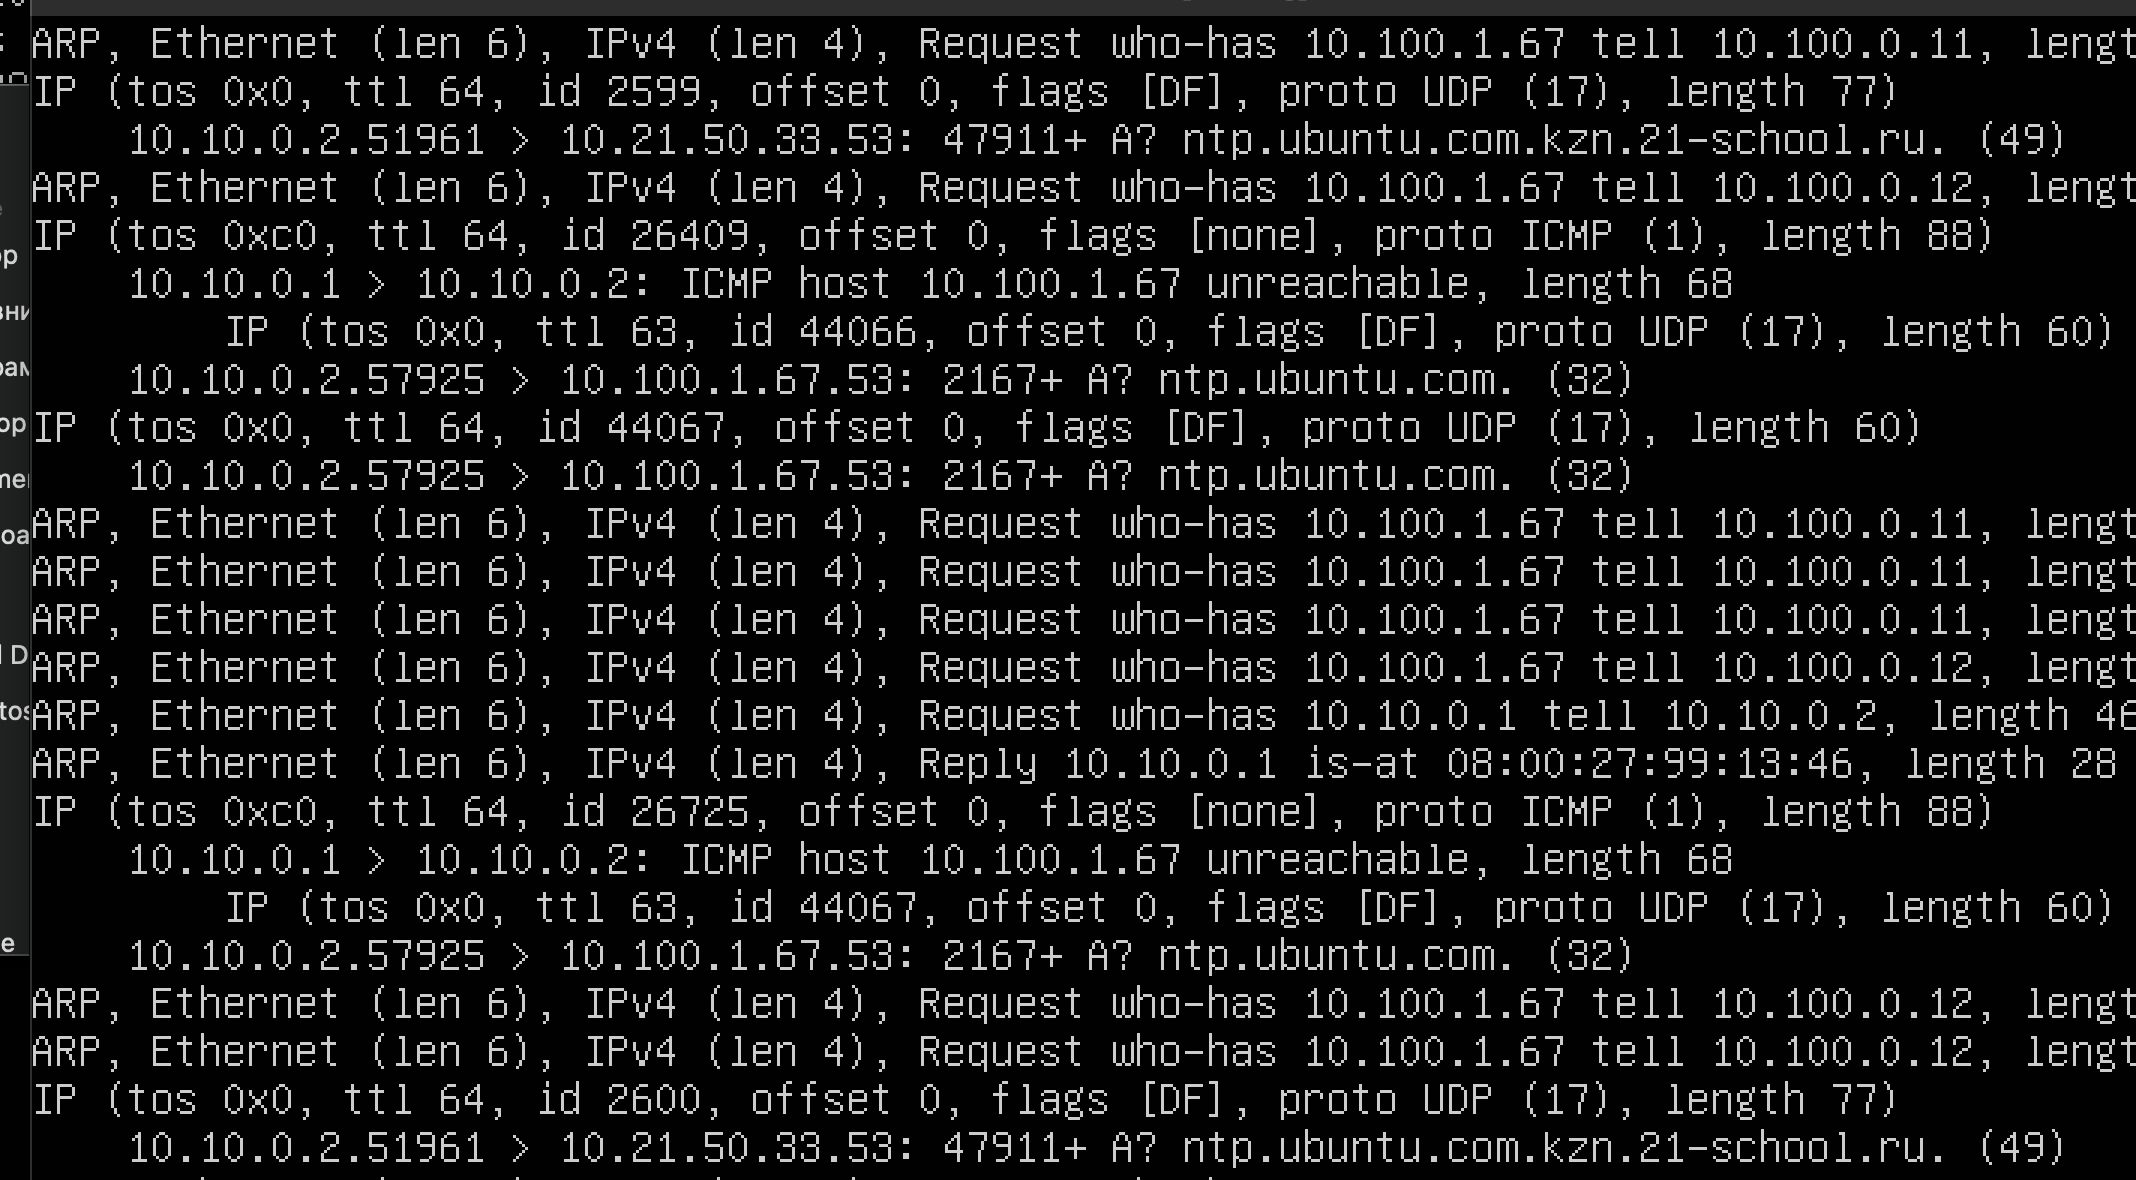 ARP, Ethernet (len 6), IPv4 (len 4), Request who-has 10.100.1.67 tell 10.100.0.11, lengt
IP (tos 0x0, ttl 64, id 2599, offset 0, flags [DF], proto UDP (17), length 77)
10.10.0.2.51961 > 10.21.50.33.53: 47911+ A? ntp.ubuntu.com.kzn.21-school.ru. (49)
ARP, Ethernet (len 6), IPv4 (len 4), Request who-has 10.100.1.67 tell 10.100.0.12, lengt
IP (tos 0xc0, ttl 64, id 26409, offset 0, flags [none], proto ICMP (1), length 88)
10.10.0.1 > 10.10.0.2: ICMP host 10.100.1.67 unreachable, length 68
IP (tos 0x0, ttl 63, id 44066, offset 0, flags [DF], proto UDP (17), length 60)
10.10.0.2.57925 > 10.100.1.67.53: 2167+ A? ntp.ubuntu.com. (32)
IP (tos 0x0, ttl 64, id 44067, offset 0, flags [DF], proto UDP (17), length 60)
10.10.0.2.57925 > 10.100.1.67.53: 2167+ A? ntp.ubuntu.com. (32)
ARP, Ethernet (len 6), IPv4 (len 4), Request who-has 10.100.1.67 tell 10.100.0.11, lengt
ARP, Ethernet (len 6), IPv4 (len 4), Request who-has 10.100.1.67 tell 10.100.0.11, lengt
ARP, Ethernet (len 6), IPv4 (len 4), Request who-has 10.100.1.67 tell 10.100.0.11, lengt
ARP, Ethernet (len 6), IPv4 (len 4), Request who-has 10.100.1.67 tell 10.100.0.12, lengt
ARP, Ethernet (len 6), IPv4 (len 4), Request who-has 10.10.0.1 tell 10.10.0.2, length 46
ARP, Ethernet (len 6), IPv4 (len 4), Reply 10.10.0.1 is-at 08:00:27:99:13:46, length 28
IP (tos 0xc0, ttl 64, id 26725, offset 0, flags [none], proto ICMP (1), length 88)
10.10.0.1 > 10.10.0.2: ICMP host 10.100.1.67 unreachable, length 68
IP (tos 0x0, ttl 63, id 44067, offset 0, flags [DF], proto UDP (17), length 60)
10.10.0.2.57925 > 10.100.1.67.53: 2167+ A? ntp.ubuntu.com. (32)
ARP, Ethernet (len 6), IPv4 (len 4), Request who-has 10.100.1.67 tell 10.100.0.12, lengt
ARP, Ethernet (len 6), IPv4 (len 4), Request who-has 10.100.1.67 tell 10.100.0.12, lengt
IP (tos 0x0, ttl 64, id 2600, offset 0, flags [DF], proto UDP (17), length 77)
10.10.0.2.51961 > 10.21.50.33.53: 47911+ A? ntp.ubuntu.com.kzn.21-school.ru. (49)